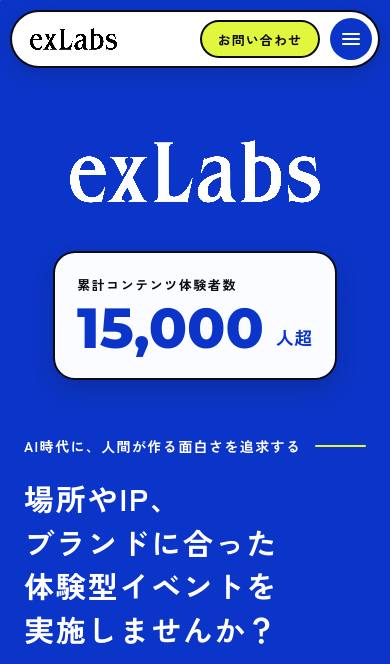 exLabs
お問い合わせ
exLabs
累計コンテンツ体験者数
15,000 人超
AI時代に、人間が作る面白さを追求する
場所やIP、
ブランドに合った
体験型イベントを
実施しませんか？